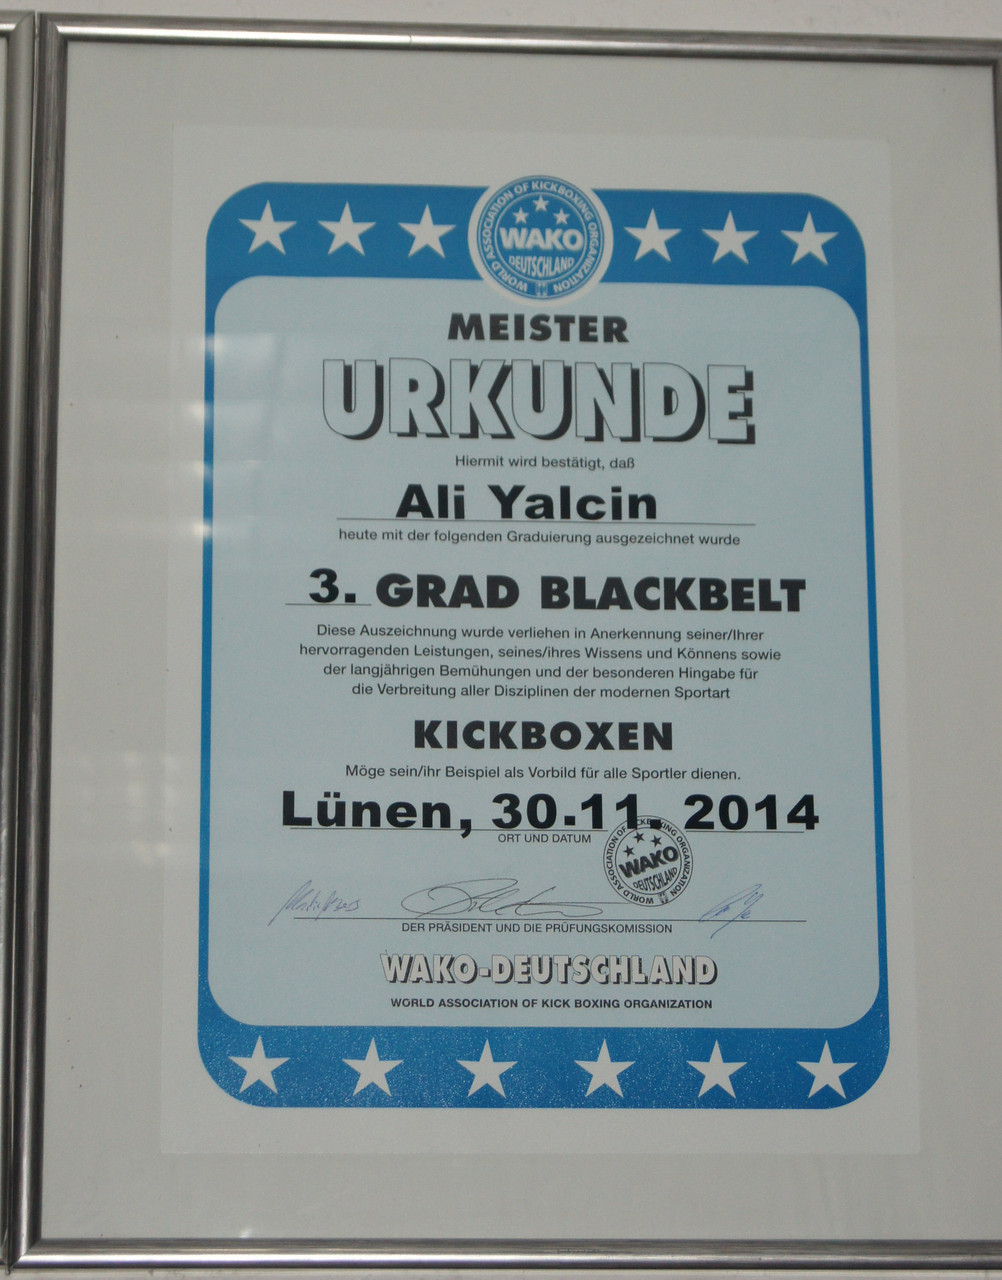 WORLD ASSOCIATION OF KICKBOXING ORGANIZATION
WAKO
DEUTSCHLAND
MEISTER
URKUNDE
Hiermit wird bestätigt, daß
Ali Yalcin
heute mit der folgenden Graduierung ausgezeichnet wurde
3. GRAD BLACKBELT
Diese Auszeichnung wurde verliehen in Anerkennung seiner/Ihrer
hervorragenden Leistungen, seines/ihres Wissens und Könnens sowie
der langjährigen Bemühungen und der besonderen Hingabe für
die Verbreitung aller Disziplinen der modernen Sportart
KICKBOXEN
Möge sein/ihr Beispiel als Vorbild für alle Sportler dienen.
Lünen, 30.11. 2014
ORT UND DATUM
WORLD ASSOCIATION OF KICKBOXING ORGANIZATION
WAKO
DEUTSCHLAND
DER PRÄSIDENT UND DIE PRÜFUNGSKOMISSION
WAKO-DEUTSCHLAND
WORLD ASSOCIATION OF KICK BOXING ORGANIZATION